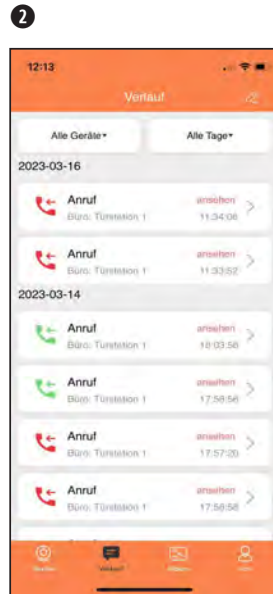 2
12:13
Verlauf
Alle Geräte
Alle Tage
2023-03-16
Anruf ansehen
Büro: Türstation 1 11:34:06
Anruf ansehen
Büro: Türstation 1 11:33:52
2023-03-14
Anruf ansehen
Büro: Türstation 1 18:03:56
Anruf ansehen
Büro: Türstation 1 17:58:56
Anruf ansehen
Büro: Türstation 1 17:57:20
Anruf ansehen
Büro: Türstation 1 17:56:58
Verlauf